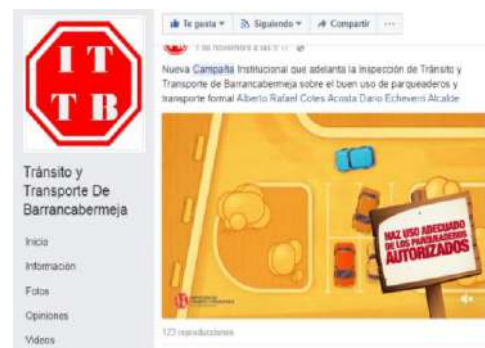 I T
T B
Tránsito y
Transporte De
Barrancabermeja
Inicio
Información
Fotos
Opiniones
Videos
Te gusta Siguiendo Compartir ...
Nueva Campaña Institucional que adelanta la Inspección de Tránsito y
Transporte de Barrancabermeja sobre el buen uso de parqueaderos y
transporte formal Alberto Rafael Cotes Acosta Dario Echeverri Alcalde
HAZ USO ADECUADO
DE LOS PARQUEADEROS
AUTORIZADOS
123 reproducciones